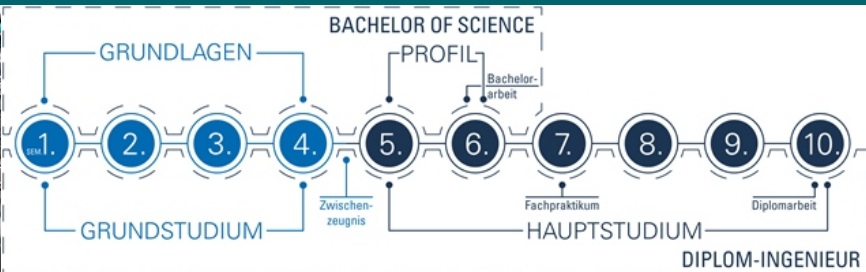 BACHELOR OF SCIENCE
GRUNDLAGEN
PROFIL
Bachelor-
arbeit
SEM. 1. 2. 3. 4. 5. 6. 7. 8. 9. 10.
Zwischen-
zeugnis
Fachpraktikum
Diplomarbeit
GRUNDSTUDIUM
HAUPTSTUDIUM
DIPLOM-INGENIEUR